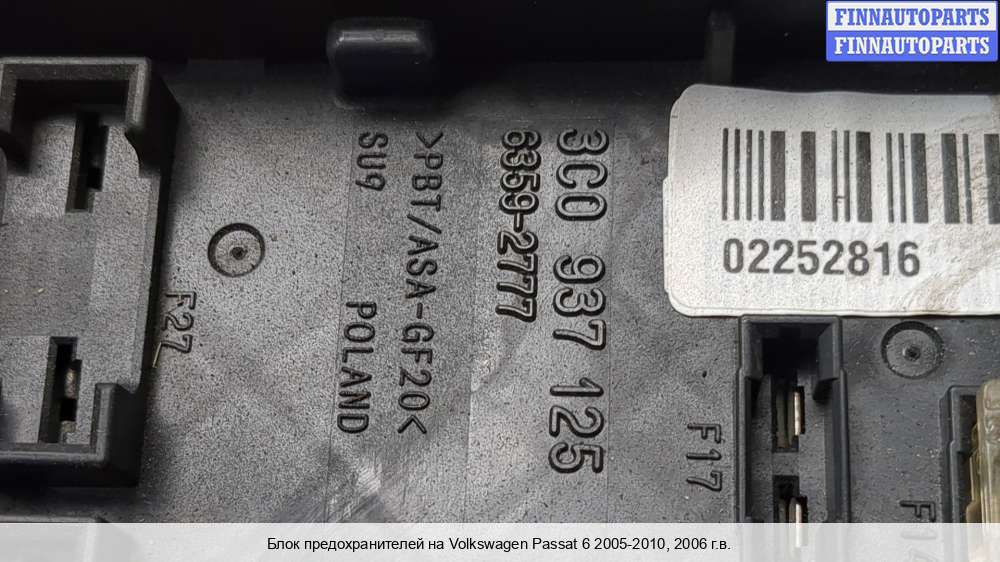 FINNAUTOPARTS
FINNAUTOPARTS
3C0 937 125
6359-2777
>PBT/ASA-GF20<
SU9 POLAND
02252816
F27
F17
F14
Блок предохранителей на Volkswagen Passat 6 2005-2010, 2006 г.в.